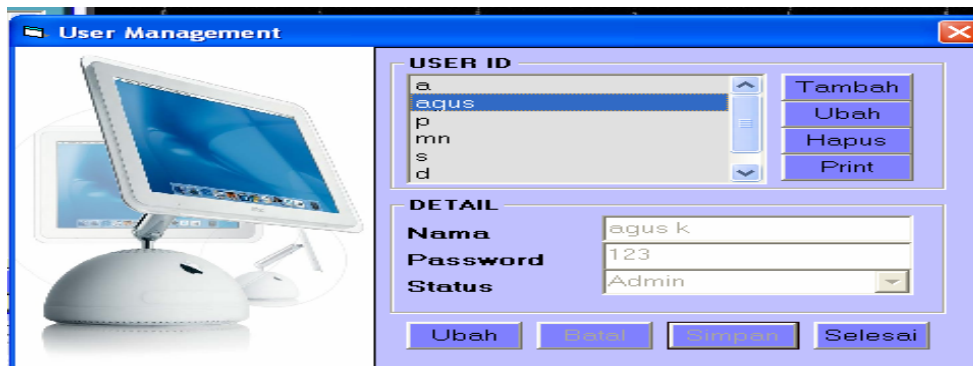 User Management
USER ID
a
agus
p
mn
s
d
Tambah
Ubah
Hapus
Print
DETAIL
Nama
agus k
Password
123
Status
Admin
Ubah
Batal
Simpan
Selesai